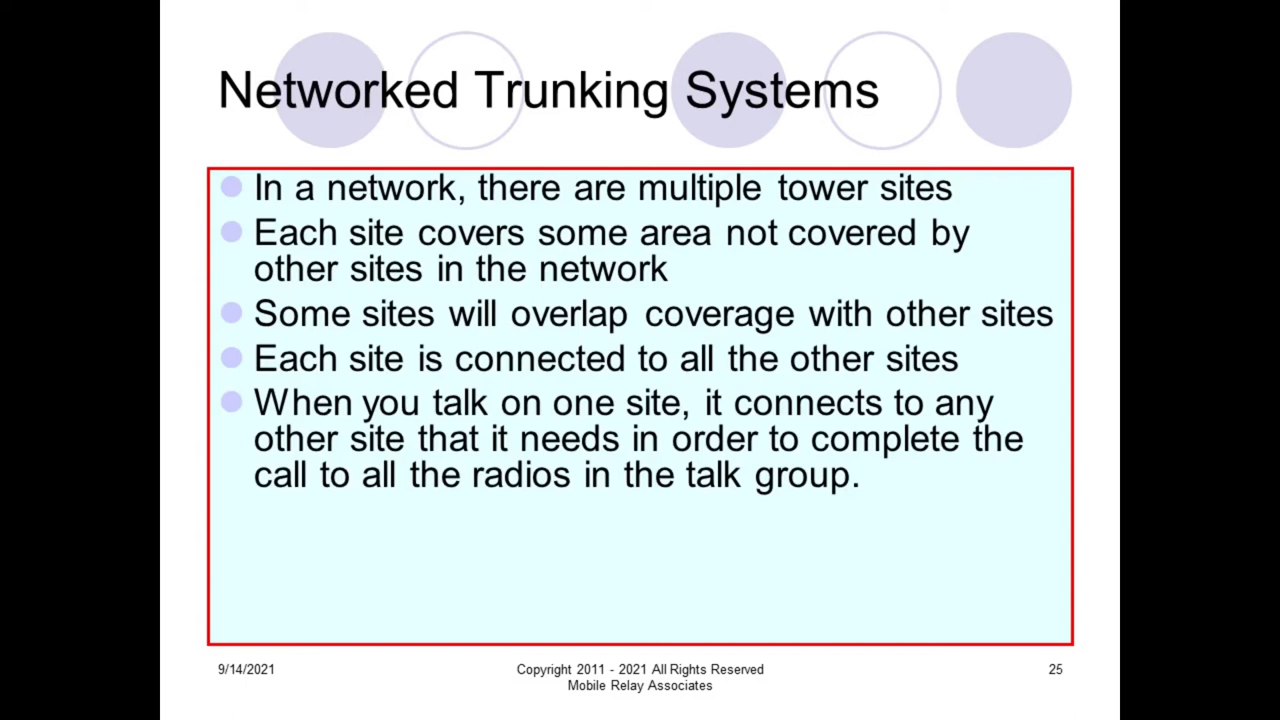 Networked Trunking Systems
In a network, there are multiple tower sites
Each site covers some area not covered by
other sites in the network
Some sites will overlap coverage with other sites
Each site is connected to all the other sites
When you talk on one site, it connects to any
other site that it needs in order to complete the
call to all the radios in the talk group.
9/14/2021
Copyright 2011 - 2021 All Rights Reserved
Mobile Relay Associates
25